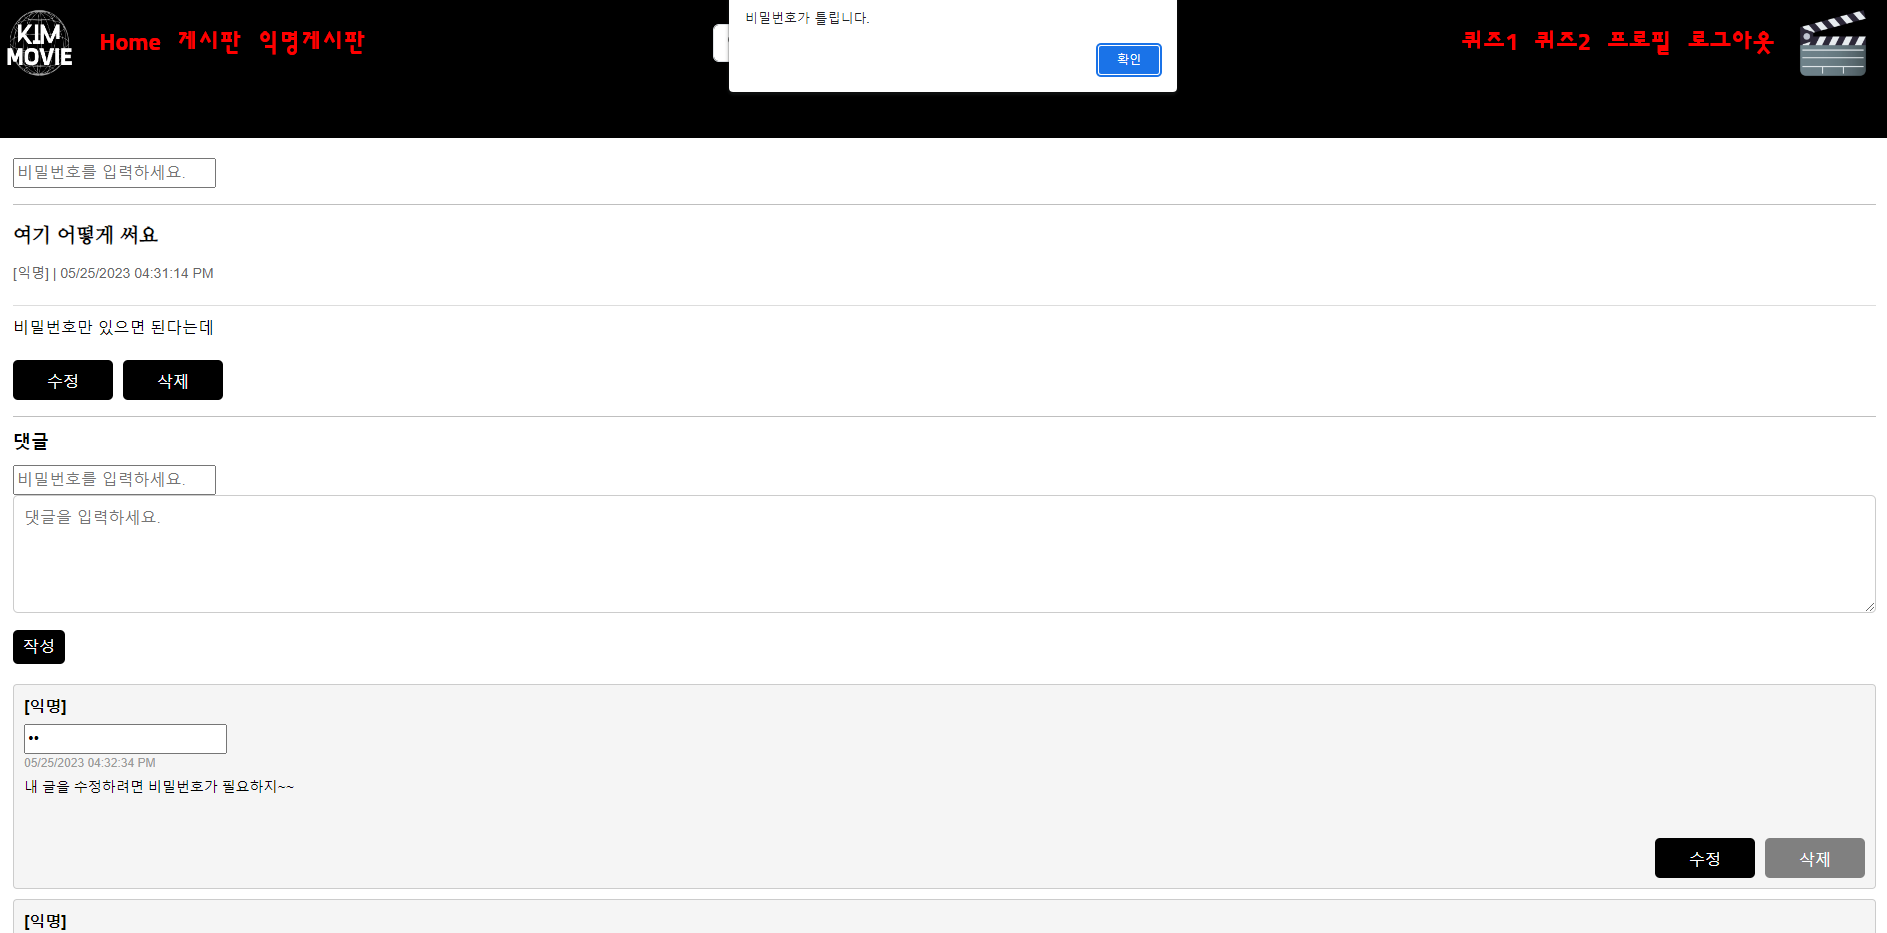 KIM
MOVIE
Home 게시판 익명게시판
비밀번호가 틀립니다.
확인
퀴즈1 퀴즈2 프로필 로그아웃
비밀번호를 입력하세요.
여기 어떻게 써요
[익명] | 05/25/2023 04:31:14 PM
비밀번호만 있으면 된다는데
수정 삭제
댓글
비밀번호를 입력하세요.
댓글을 입력하세요.
작성
[익명]
••
05/25/2023 04:32:34 PM
내 글을 수정하려면 비밀번호가 필요하지~~
수정 삭제
[익명]